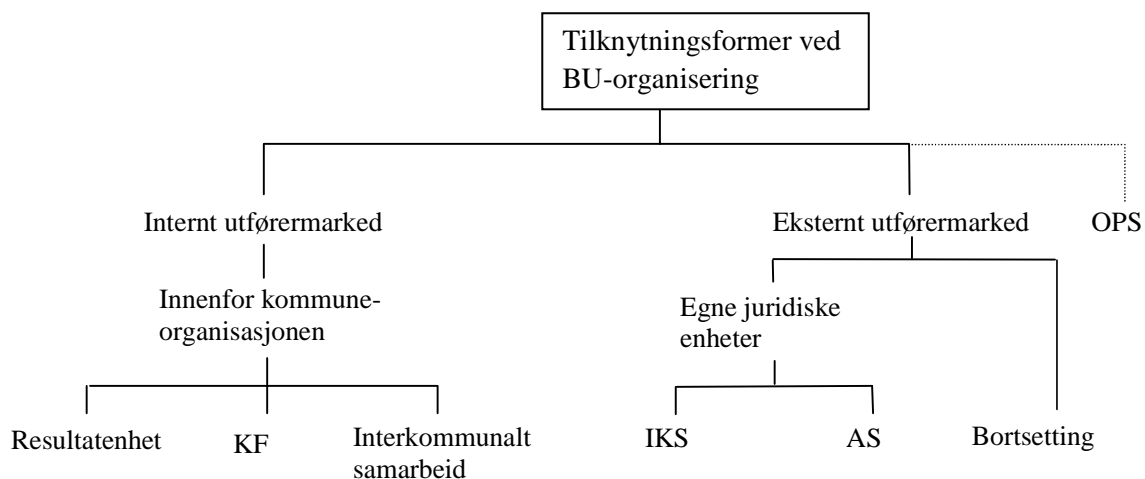 Tilknytningsformer ved
BU-organisering
Internt utførermarked
Eksternt utførermarked
OPS
Innenfor kommune-
organisasjonen
Egne juridiske
enheter
Resultatenhet
KF
Interkommunalt
samarbeid
IKS
AS
Bortsetting